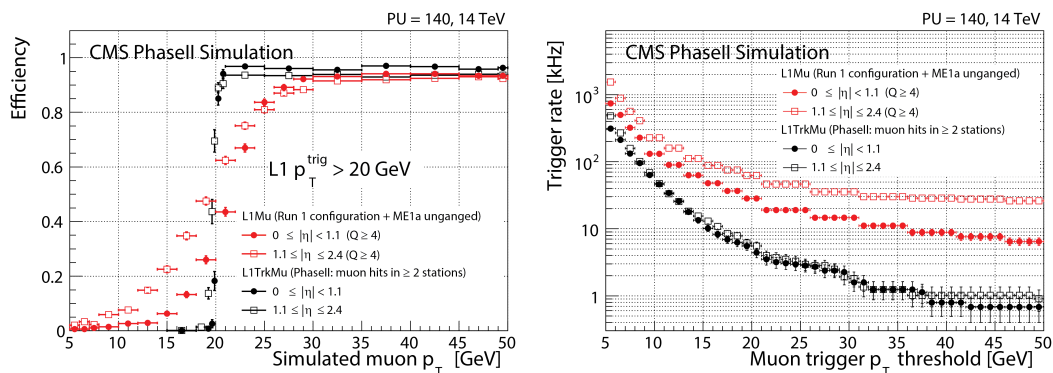 PU = 140, 14 TeV
Efficiency
1
0.8
0.6
0.4
0.2
0
CMS PhaseII Simulation
L1 p_T^trig > 20 GeV
L1Mu (Run 1 configuration + ME1a unganged)
0 ≤ |η| < 1.1 (Q ≥ 4)
1.1 ≤ |η| ≤ 2.4 (Q ≥ 4)
L1TrkMu (PhaseII: muon hits in ≥ 2 stations)
0 ≤ |η| < 1.1
1.1 ≤ |η| ≤ 2.4
5 10 15 20 25 30 35 40 45 50
Simulated muon p_T [GeV]
PU = 140, 14 TeV
Trigger rate [kHz]
10³
10²
10
1
CMS PhaseII Simulation
L1Mu (Run 1 configuration + ME1a unganged)
0 ≤ |η| < 1.1 (Q ≥ 4)
1.1 ≤ |η| ≤ 2.4 (Q ≥ 4)
L1TrkMu (PhaseII: muon hits in ≥ 2 stations)
0 ≤ |η| < 1.1
1.1 ≤ |η| ≤ 2.4
5 10 15 20 25 30 35 40 45 50
Muon trigger p_T threshold [GeV]